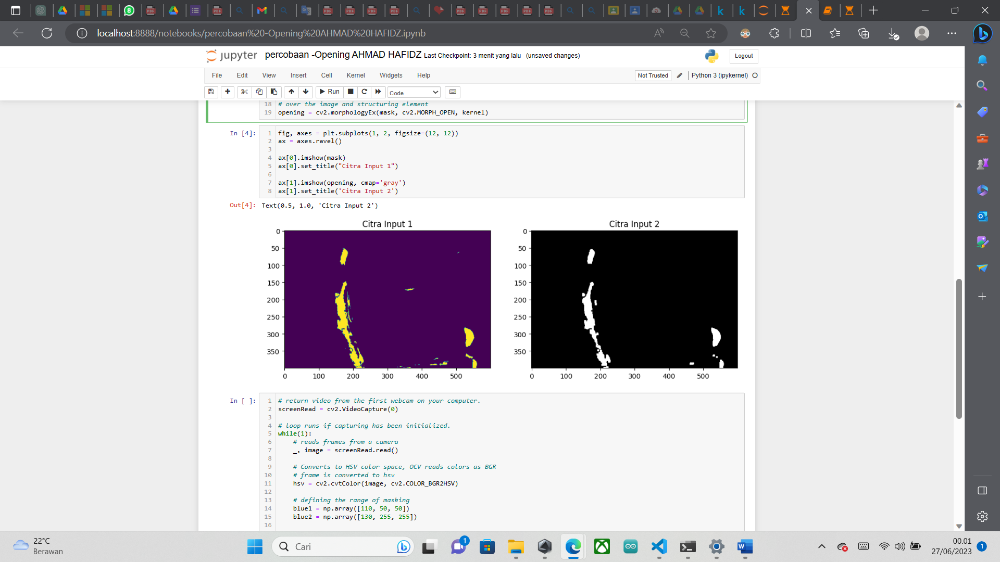 localhost:8888/notebooks/percobaan%20-Opening%20AHMAD%20HAFIDZ.ipynb
jupyter percobaan -Opening AHMAD HAFIDZ Last Checkpoint: 3 menit yang lalu (unsaved changes)
Logout
File Edit View Insert Cell Kernel Widgets Help
Not Trusted
Python 3 (ipykernel)
Run
Code
18 # over the image and structuring element
19 opening = cv2.morphologyEx(mask, cv2.MORPH_OPEN, kernel)
In [4]:
1 fig, axes = plt.subplots(1, 2, figsize=(12, 12))
2 ax = axes.ravel()
3
4 ax[0].imshow(mask)
5 ax[0].set_title("Citra Input 1")
6
7 ax[1].imshow(opening, cmap='gray')
8 ax[1].set_title('Citra Input 2')
Out[4]: Text(0.5, 1.0, 'Citra Input 2')
Citra Input 1
0
50
100
150
200
250
300
350
0 100 200 300 400 500
Citra Input 2
0
50
100
150
200
250
300
350
0 100 200 300 400 500
In [ ]:
1 # return video from the first webcam on your computer.
2 screenRead = cv2.VideoCapture(0)
3
4 # loop runs if capturing has been initialized.
5 while(1):
6 # reads frames from a camera
7 _, image = screenRead.read()
8
9 # Converts to HSV color space, OCV reads colors as BGR
10 # frame is converted to hsv
11 hsv = cv2.cvtColor(image, cv2.COLOR_BGR2HSV)
12
13 # defining the range of masking
14 blue1 = np.array([110, 50, 50])
15 blue2 = np.array([130, 255, 255])
16
22°C
Berawan
Cari
1
00.01
27/06/2023
1